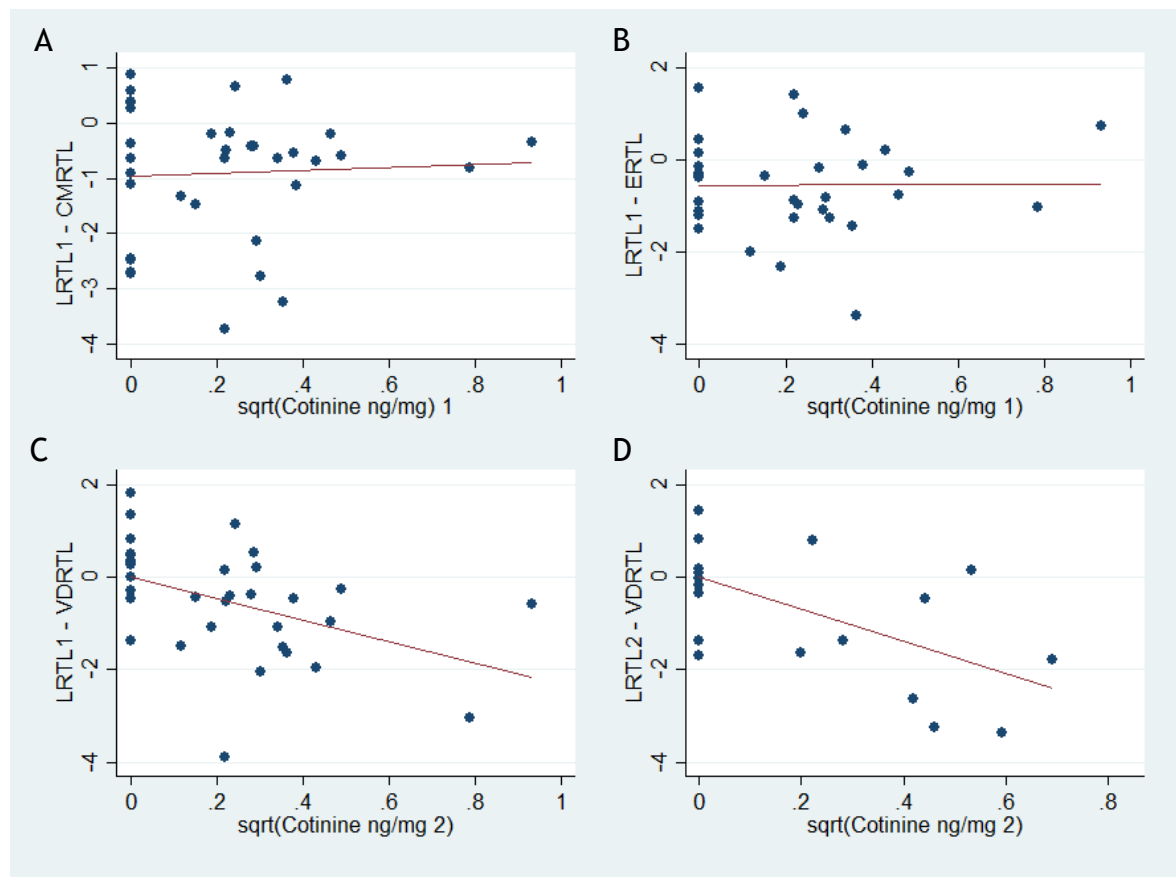 A
LRTL1 - CMRTL
1
0
-1
-2
-3
-4
0 .2 .4 .6 .8 1
sqrt(Cotinine ng/mg) 1
B
LRTL1 - ERTL
2
0
-2
-4
0 .2 .4 .6 .8 1
sqrt(Cotinine ng/mg 1)
C
LRTL1 - VDRTL
2
0
-2
-4
0 .2 .4 .6 .8 1
sqrt(Cotinine ng/mg 2)
D
LRTL2 - VDRTL
2
0
-2
-4
0 .2 .4 .6 .8
sqrt(Cotinine ng/mg 2)